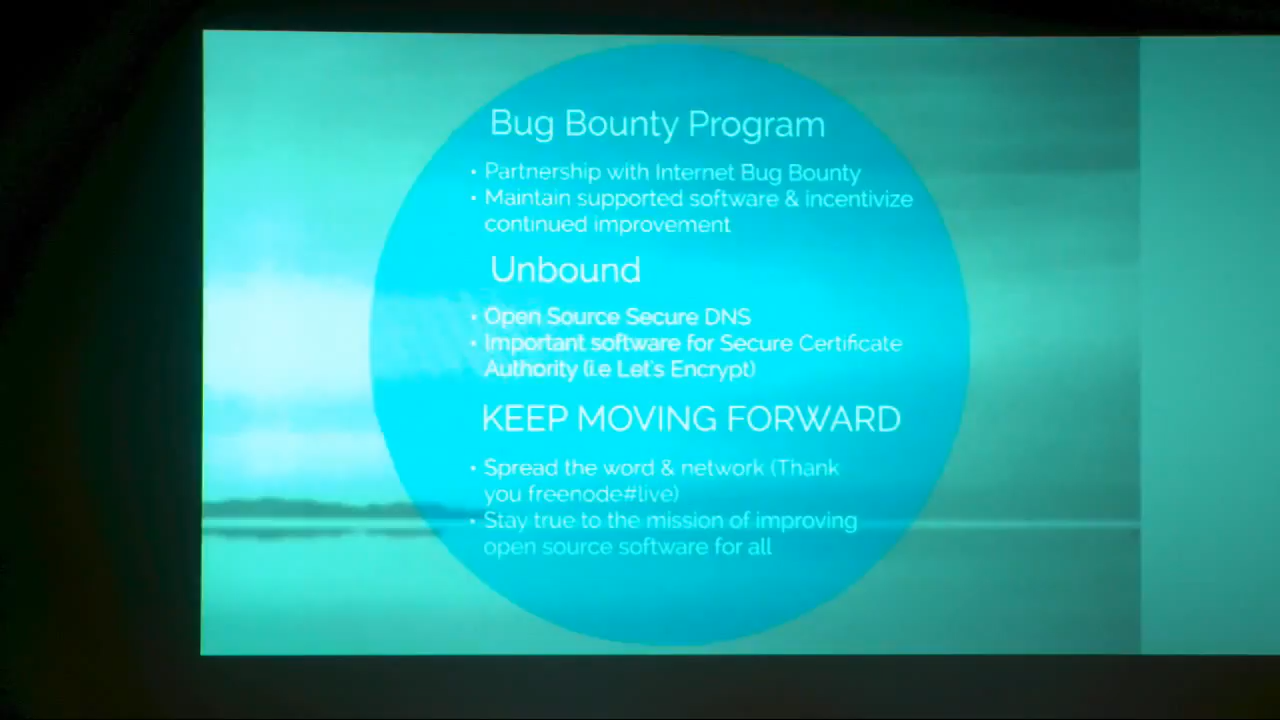 Bug Bounty Program
• Partnership with Internet Bug Bounty
• Maintain supported software & incentivize
continued improvement
Unbound
• Open Source Secure DNS
• Important software for Secure Certificate
Authority (i.e Let's Encrypt)
KEEP MOVING FORWARD
• Spread the word & network (Thank
you freenode#live)
• Stay true to the mission of improving
open source software for all